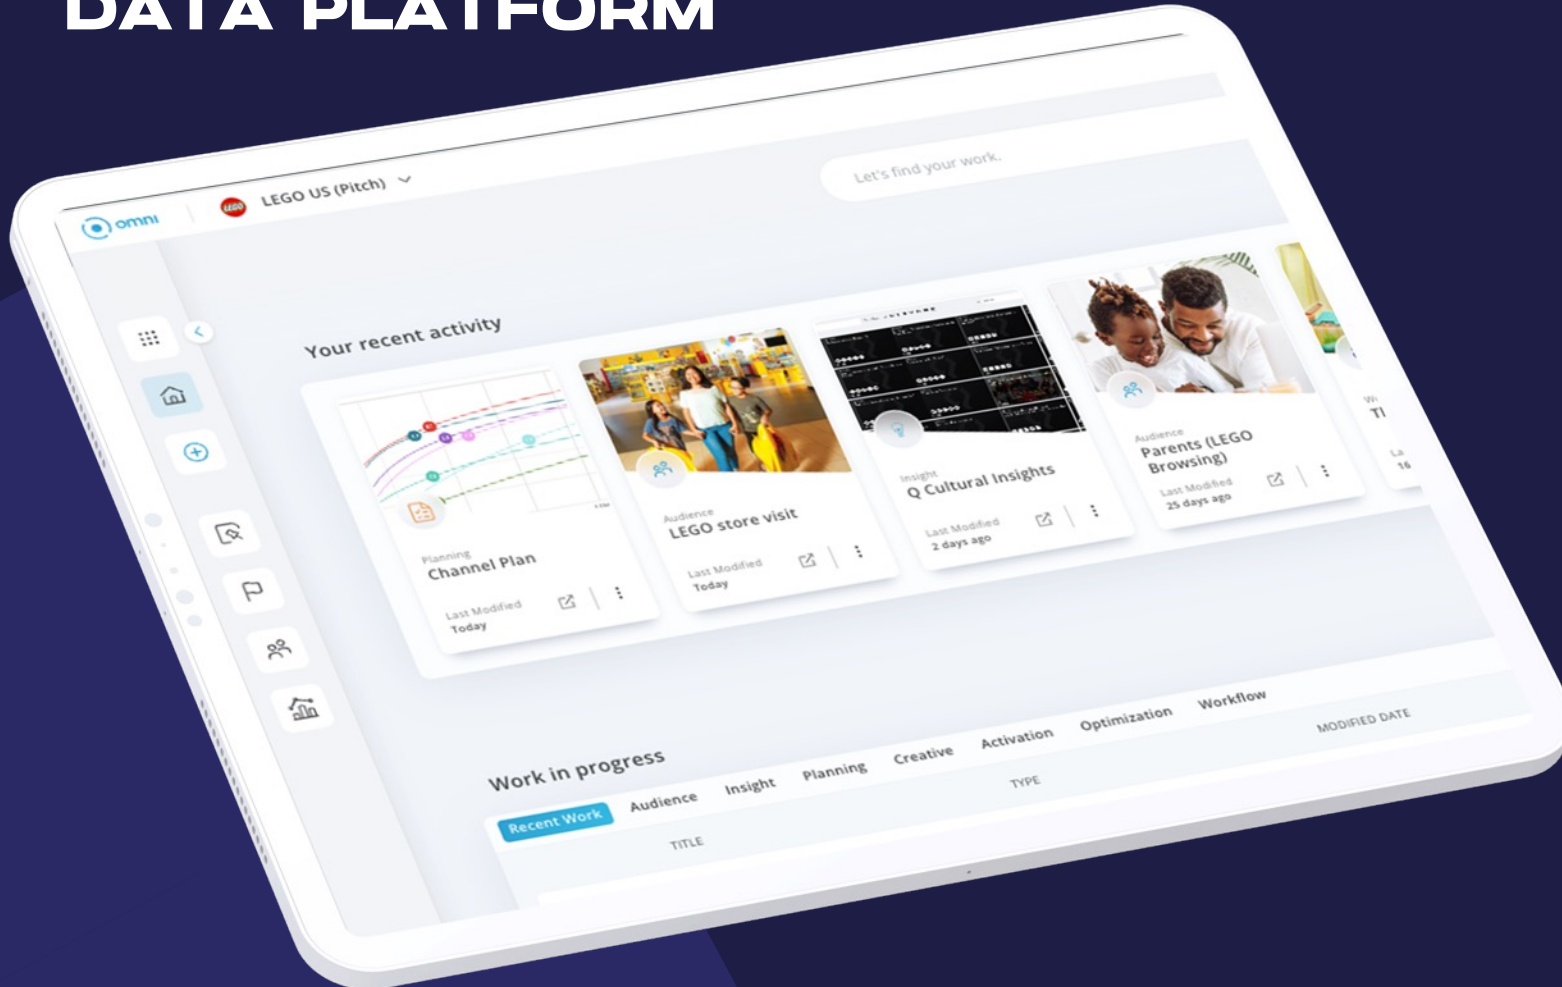 DATA PLATFORM
omni
LEGO
LEGO US (Pitch)
Let's find your work.
Your recent activity
Planning
Channel Plan
Last Modified
Today
Audience
LEGO store visit
Last Modified
Today
Insight
Q Cultural Insights
Last Modified
2 days ago
Audience
Parents (LEGO
Browsing)
Last Modified
25 days ago
La
16
Work in progress
Recent Work Audience Insight Planning Creative Activation Optimization Workflow
TITLE TYPE MODIFIED DATE